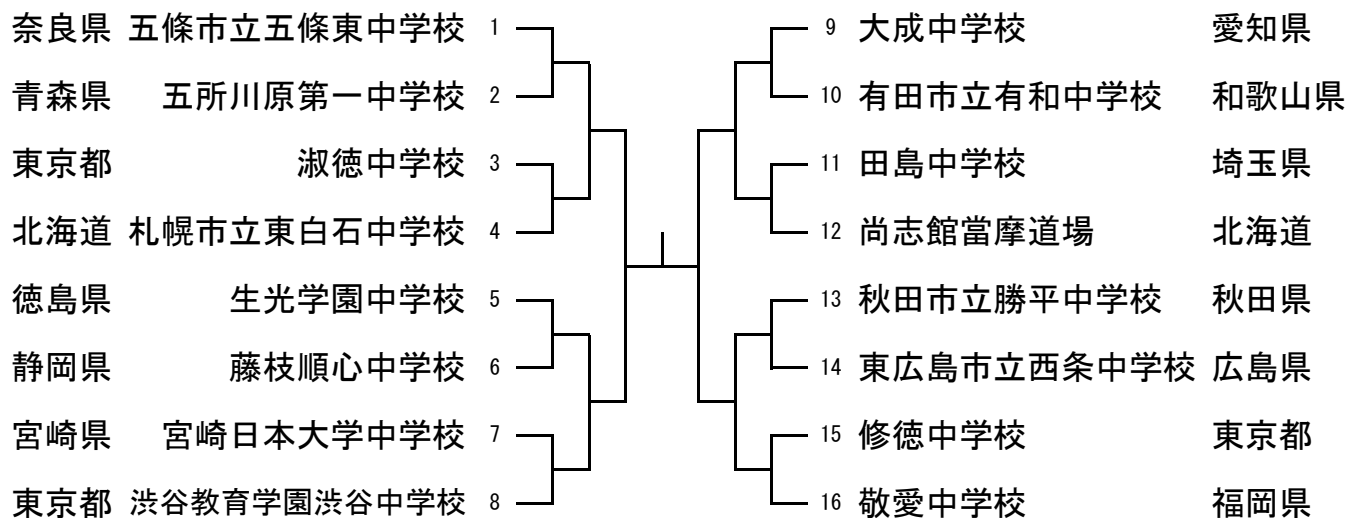 奈良県 五條市立五條東中学校 1
青森県 五所川原第一中学校 2
東京都 淑徳中学校 3
北海道 札幌市立東白石中学校 4
徳島県 生光学園中学校 5
静岡県 藤枝順心中学校 6
宮崎県 宮崎日本大学中学校 7
東京都 渋谷教育学園渋谷中学校 8
9 大成中学校 愛知県
10 有田市立有和中学校 和歌山県
11 田島中学校 埼玉県
12 尚志館當摩道場 北海道
13 秋田市立勝平中学校 秋田県
14 東広島市立西条中学校 広島県
15 修徳中学校 東京都
16 敬愛中学校 福岡県